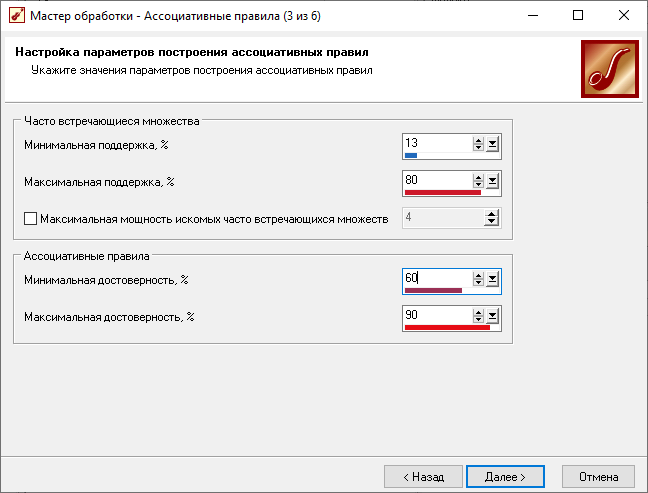 Мастер обработки - Ассоциативные правила (3 из 6)
Настройка параметров построения ассоциативных правил
Укажите значения параметров построения ассоциативных правил
Часто встречающиеся множества
Минимальная поддержка, % 13
Максимальная поддержка, % 80
Максимальная мощность искомых часто встречающихся множеств 4
Ассоциативные правила
Минимальная достоверность, % 60
Максимальная достоверность, % 90
< Назад Далее > Отмена